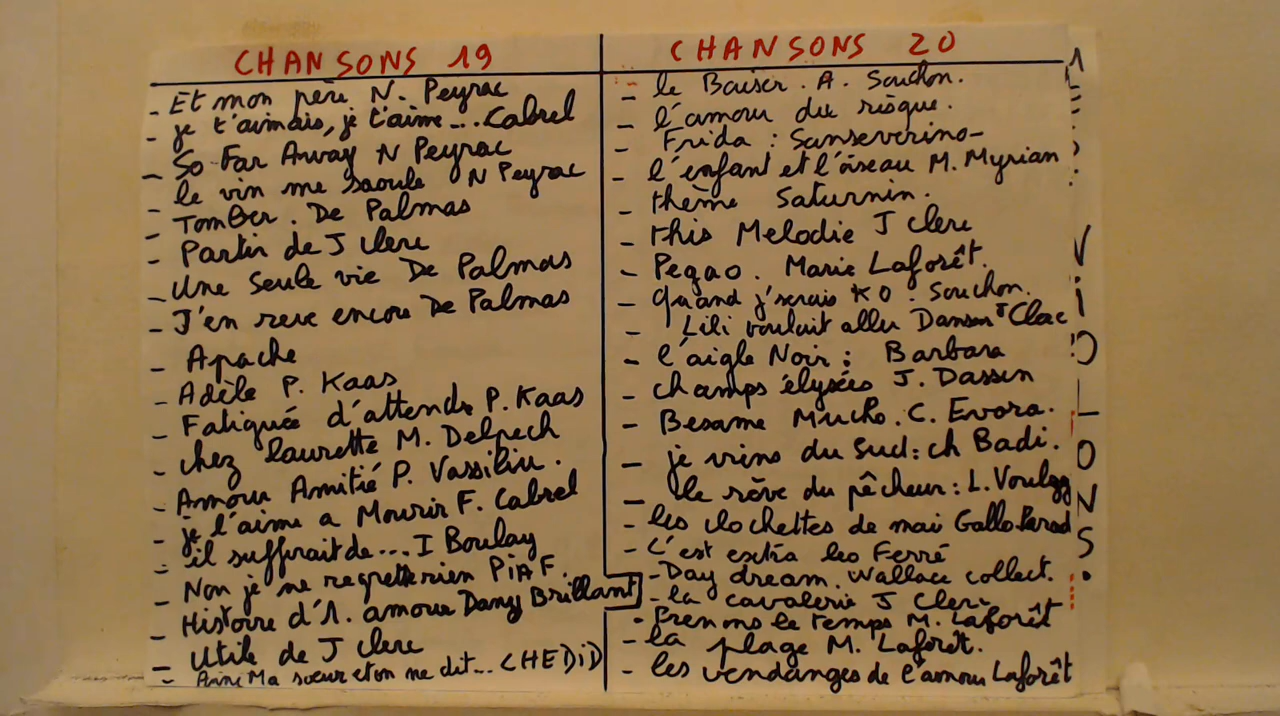 CHANSONS 19
- Et mon père N. Peyrac
- je t'aimais, je t'aime... Cabrel
- So Far Away N Peyrac
- le vin me saoule N Peyrac
- Tomber. De Palmas
- Partir de J Clerc
- Une Seule vie De Palmas
- J'en reve encore De Palmas
Apache
- Adèle P. Kaas
- Fatiguée d'attendre P. Kaas
- chez laurette M. Delpech
- Amour Amitié P. Vassiliu.
- je l'aime a Mourir F. Cabrel
- il suffirait de... I Boulay
- Non je ne regrette rien PiAF.
- Histoire d'1. amour Dany Brillant
- Utile de J Clerc
- Ma soeur et on me dit... CHEDiD
CHANSONS 20
- le Baiser. A. Souchon.
- l'amour du risque.
- Frida : Sanseverino-
- l'enfant et l'oiseau M. Myrian
- thème Saturnin.
- this Melodie J Clerc
- Pegao. Marie Laforêt.
- quand j'serais KO. Souchon.
Lili voulait aller Danser J Clerc
- l'aigle Noir : Barbara
- champs élysées J. Dassin
- Besame Mucho. C. Evora.
- je viens du Sud: ch Badi.
- le rêve du pêcheur : L. Voulzy
- les clochettes de mai Gallo Parad
- C'est extra leo Ferré
- Day dream. Wallace collect.
- la cavalerie J Clerc
- Prenons le temps M. Laforêt
- la plage M. Laforêt.
- les vendanges de l'amour Laforêt
ViOLONS.